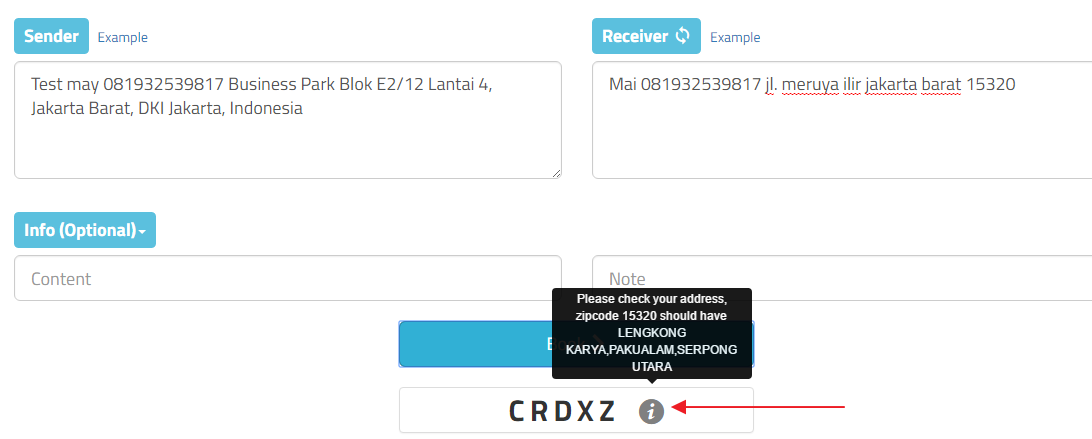 Sender Example
Receiver Example
Test may 081932539817 Business Park Blok E2/12 Lantai 4,
Jakarta Barat, DKI Jakarta, Indonesia
Mai 081932539817 jl. meruya ilir jakarta barat 15320
Info (Optional)
Content
Note
Please check your address,
zipcode 15320 should have
LENGKONG
KARYA,PAKUALAM,SERPONG
UTARA
CRDXZ